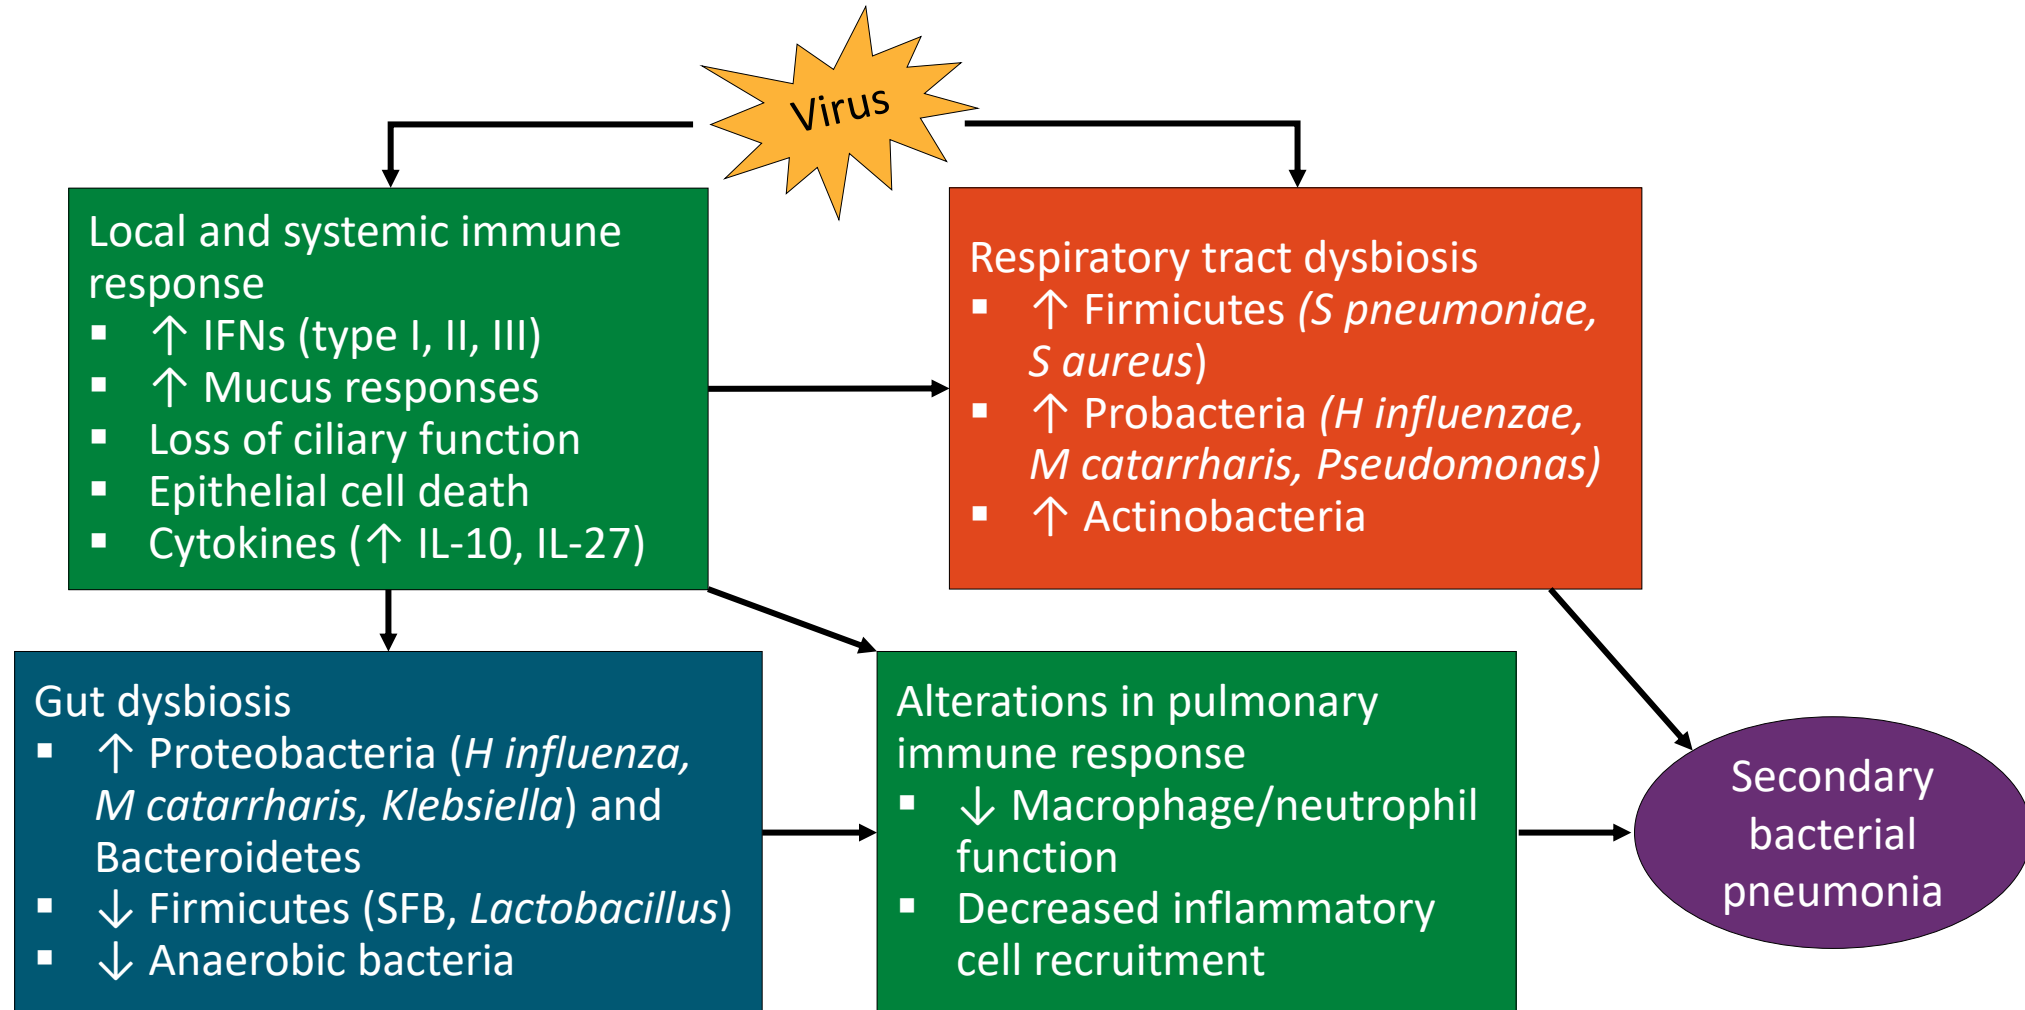 Virus
Local and systemic immune
response
▪ ↑ IFNs (type I, II, III)
▪ ↑ Mucus responses
▪ Loss of ciliary function
▪ Epithelial cell death
▪ Cytokines (↑ IL-10, IL-27)
Respiratory tract dysbiosis
▪ ↑ Firmicutes (S pneumoniae,
S aureus)
▪ ↑ Probacteria (H influenzae,
M catarrharis, Pseudomonas)
▪ ↑ Actinobacteria
Gut dysbiosis
▪ ↑ Proteobacteria (H influenza,
M catarrharis, Klebsiella) and
Bacteroidetes
▪ ↓ Firmicutes (SFB, Lactobacillus)
▪ ↓ Anaerobic bacteria
Alterations in pulmonary
immune response
▪ ↓ Macrophage/neutrophil
function
▪ Decreased inflammatory
cell recruitment
Secondary
bacterial
pneumonia